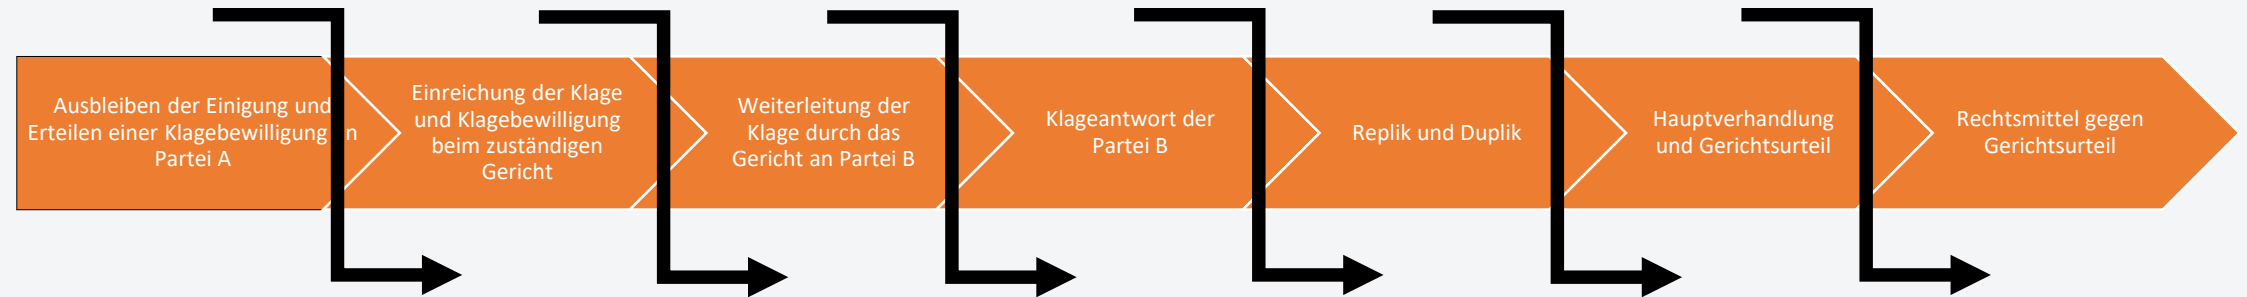 Ausbleiben der Einigung und
Erteilen einer Klagebewilligung an
Partei A
Einreichung der Klage
und Klagebewilligung
beim zuständigen
Gericht
Weiterleitung der
Klage durch das
Gericht an Partei B
Klageantwort der
Partei B
Replik und Duplik
Hauptverhandlung
und Gerichtsurteil
Rechtsmittel gegen
Gerichtsurteil